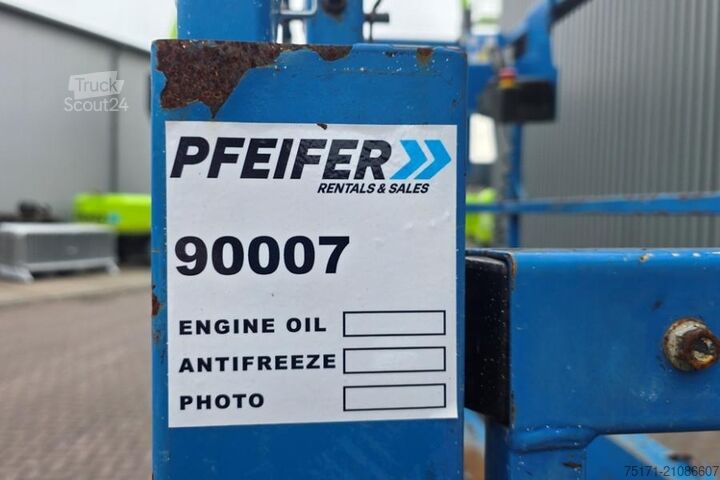 Truck
Scout24
PFEIFER
RENTALS & SALES
90007
ENGINE OIL
ANTIFREEZE
PHOTO
75171-21086607